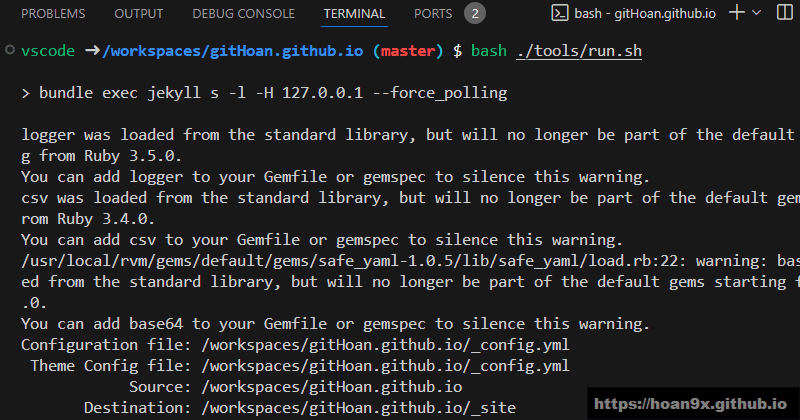 PROBLEMS OUTPUT DEBUG CONSOLE TERMINAL PORTS 2 bash - gitHoan.github.io
vscode ➜/workspaces/gitHoan.github.io (master) $ bash ./tools/run.sh
> bundle exec jekyll s -l -H 127.0.0.1 --force_polling
logger was loaded from the standard library, but will no longer be part of the default
g from Ruby 3.5.0.
You can add logger to your Gemfile or gemspec to silence this warning.
csv was loaded from the standard library, but will no longer be part of the default gem
rom Ruby 3.4.0.
You can add csv to your Gemfile or gemspec to silence this warning.
/usr/local/rvm/gems/default/gems/safe_yaml-1.0.5/lib/safe_yaml/load.rb:22: warning: bas
ed from the standard library, but will no longer be part of the default gems starting f
.0.
You can add base64 to your Gemfile or gemspec to silence this warning.
Configuration file: /workspaces/gitHoan.github.io/_config.yml
Theme Config file: /workspaces/gitHoan.github.io/_config.yml
Source: /workspaces/gitHoan.github.io
Destination: /workspaces/gitHoan.github.io/_site
https://hoan9x.github.io